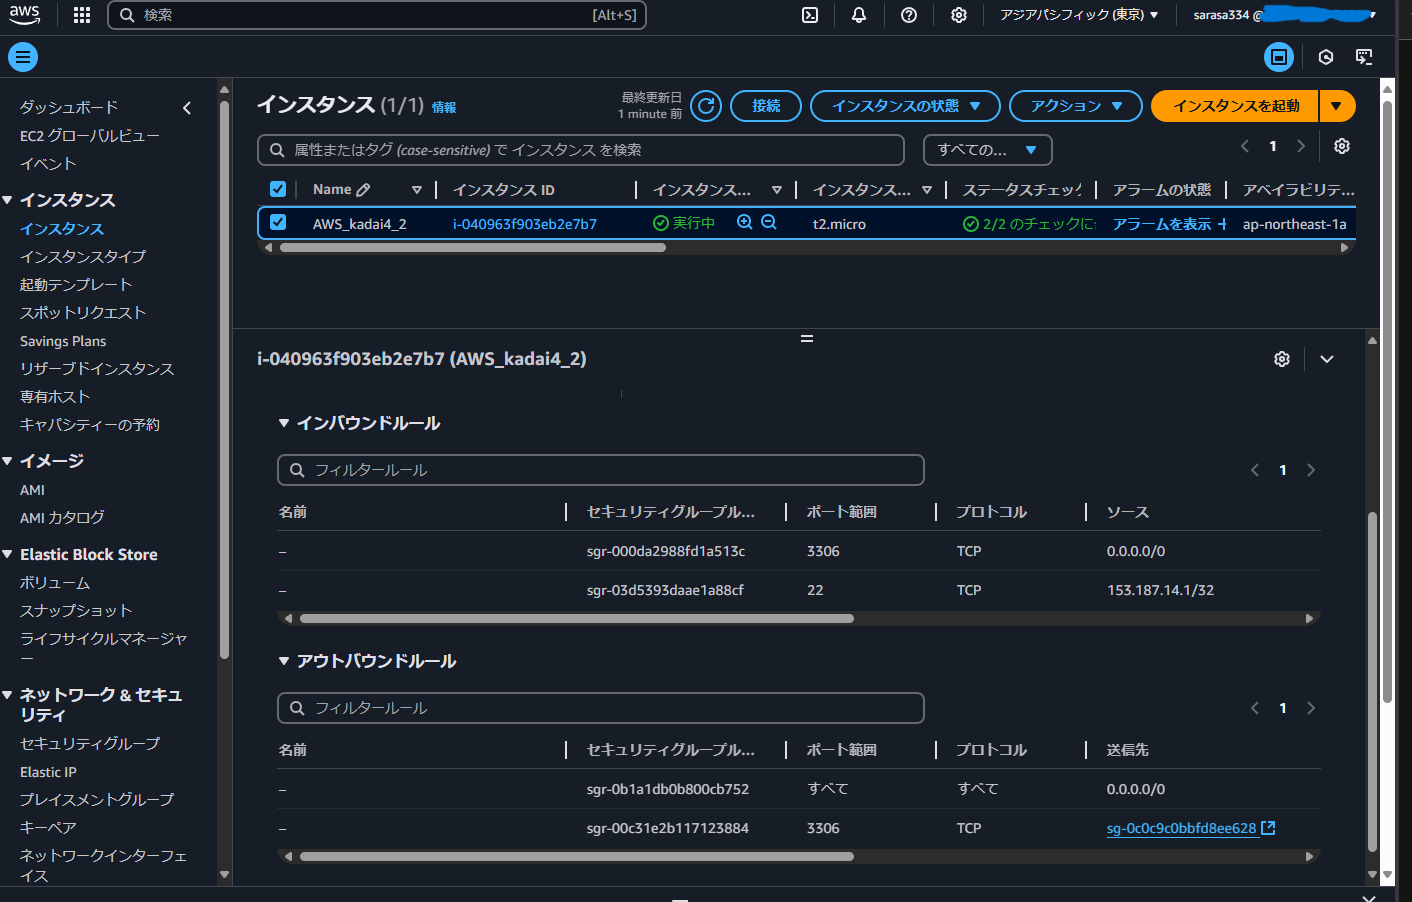 aws
検索
[Alt+S]
アジアパシフィック (東京)
sarasa334 @
ダッシュボード
EC2 グローバルビュー
イベント
インスタンス
インスタンス
インスタンスタイプ
起動テンプレート
スポットリクエスト
Savings Plans
リザーブドインスタンス
専有ホスト
キャパシティーの予約
イメージ
AMI
AMI カタログ
Elastic Block Store
ボリューム
スナップショット
ライフサイクルマネージャ
ー
ネットワーク & セキュ
リティ
セキュリティグループ
Elastic IP
プレイスメントグループ
キーペア
ネットワークインターフェ
イス
インスタンス (1/1) 情報
最終更新日
1 minute 前
接続
インスタンスの状態
アクション
インスタンスを起動
属性またはタグ (case-sensitive) で インスタンス を検索
すべての...
1
Name インスタンス ID インスタンス... インスタンス... ステータスチェック アラームの状態 アベイラビリテ...
AWS_kadai4_2 i-040963f903eb2e7b7 実行中 t2.micro 2/2 のチェックに アラームを表示 + ap-northeast-1a
i-040963f903eb2e7b7 (AWS_kadai4_2)
インバウンドルール
フィルタールール
1
名前 セキュリティグループル... ポート範囲 プロトコル ソース
– sgr-000da2988fd1a513c 3306 TCP 0.0.0.0/0
– sgr-03d5393daae1a88cf 22 TCP 153.187.14.1/32
アウトバウンドルール
フィルタールール
1
名前 セキュリティグループル... ポート範囲 プロトコル 送信先
– sgr-0b1a1db0b800cb752 すべて すべて 0.0.0.0/0
– sgr-00c31e2b117123884 3306 TCP sg-0c0c9c0bbfd8ee628